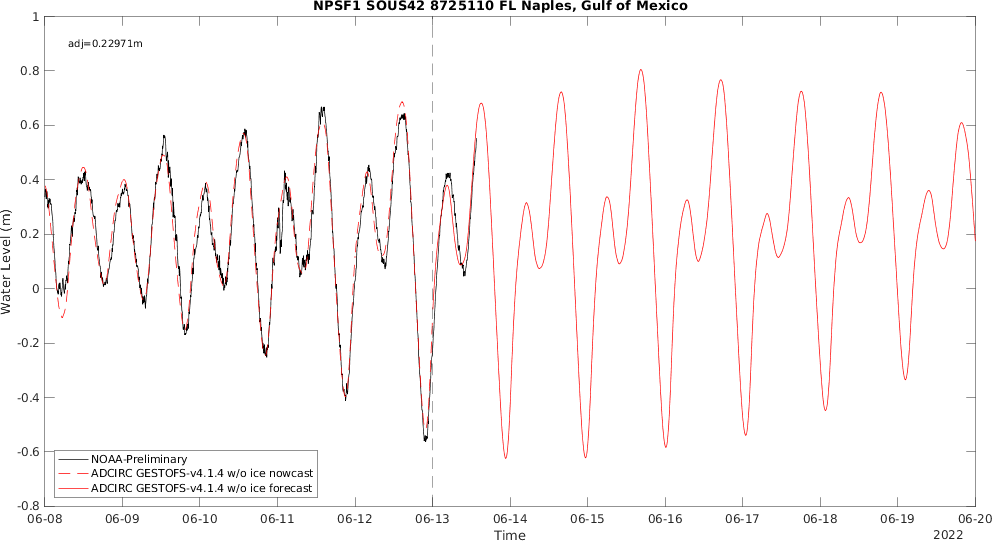 NPSF1 SOUS42 8725110 FL Naples, Gulf of Mexico
adj=0.22971m
1
0.8
0.6
0.4
0.2
0
-0.2
-0.4
-0.6
-0.8
Water Level (m)
NOAA-Preliminary
ADCIRC GESTOFS-v4.1.4 w/o ice nowcast
ADCIRC GESTOFS-v4.1.4 w/o ice forecast
06-08 06-09 06-10 06-11 06-12 06-13 06-14 06-15 06-16 06-17 06-18 06-19 06-20
Time
2022